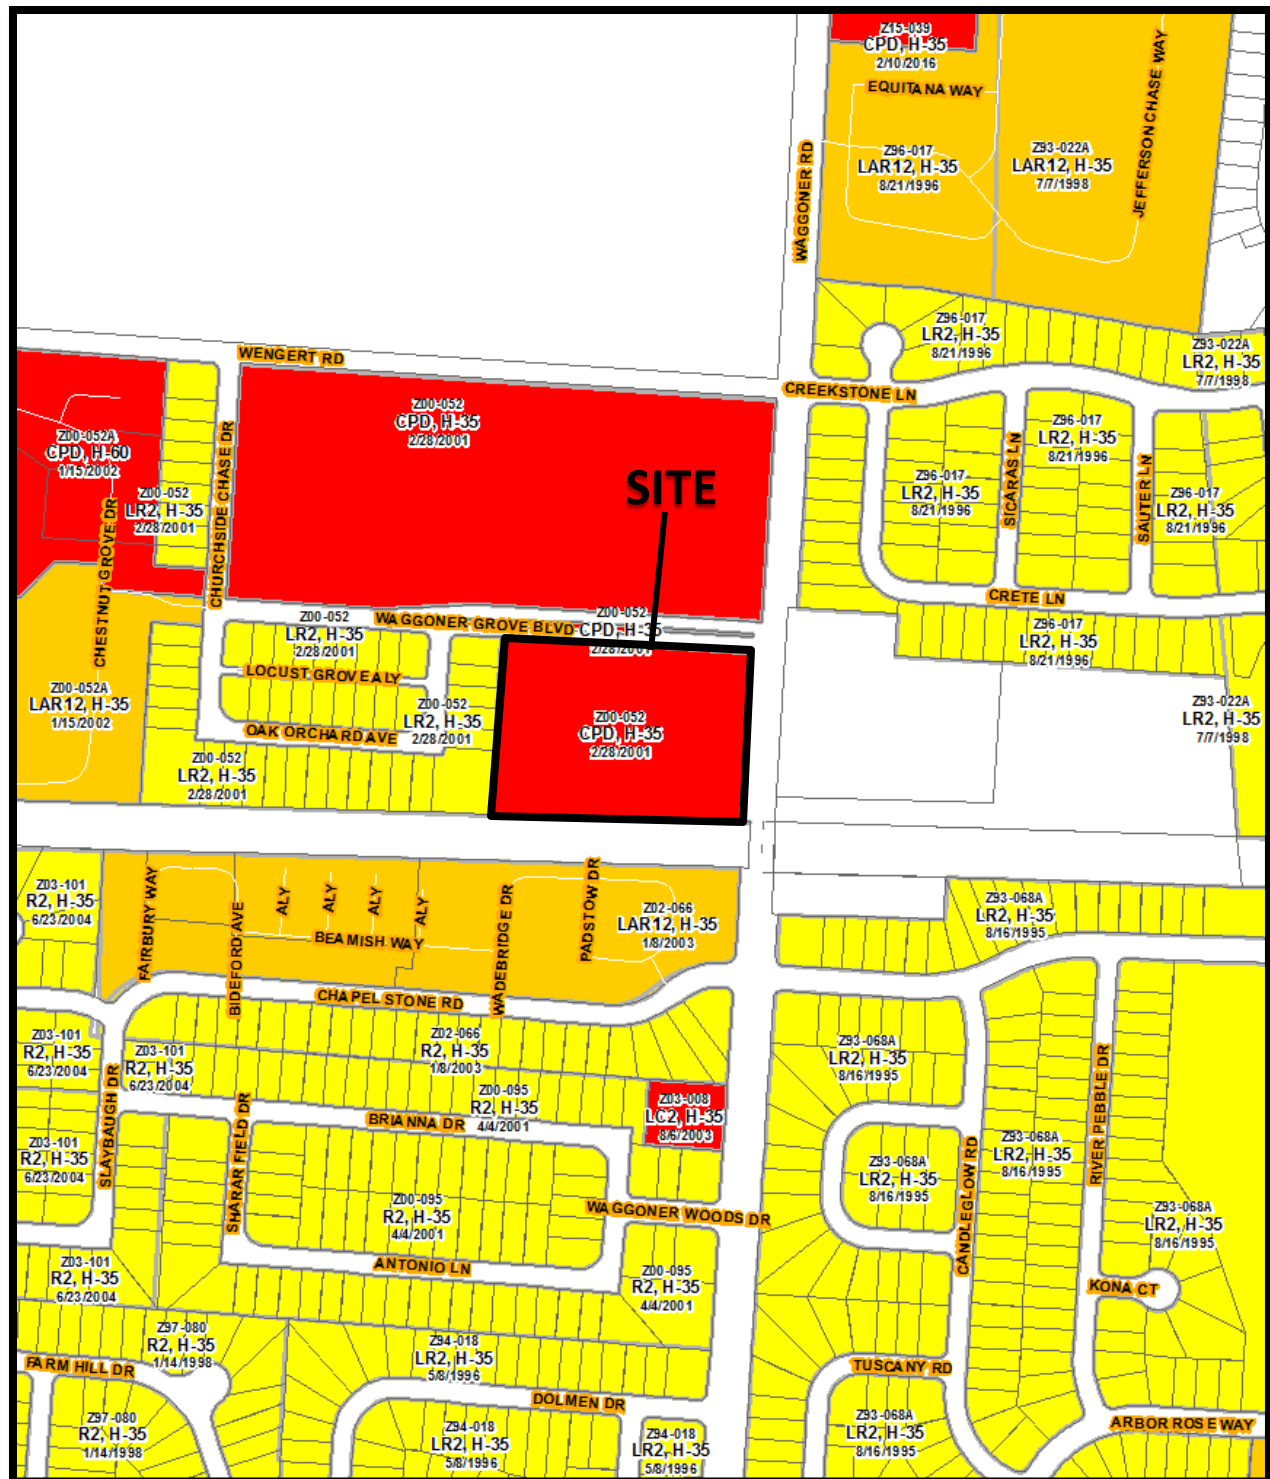 Z15-039
CPD, H-35
2/10/2016
EQUITANA WAY
JEFFERSON CHASE WAY
WAGGONER RD
Z96-017
LAR12, H-35
8/21/1996
Z93-022A
LAR12, H-35
7/7/1998
Z96-017
LR2, H-35
8/21/1996
Z93-022A
LR2, H-35
7/7/1998
WENGERT RD
CREEKSTONE LN
Z00-052
CPD, H-35
2/28/2001
Z00-052A
CPD, H-60
1/15/2002
CHURCHSIDE CHASE DR
SITE
Z96-017
LR2, H-35
8/21/1996
SICARAS LN
Z96-017
LR2, H-35
8/21/1996
SAUTER LN
Z96-017
LR2, H-35
8/21/1996
Z00-052
LR2, H-35
2/28/2001
CHESTNUT GROVE DR
CRETE LN
WAGGONER GROVE BLVD
Z00-052
CPD, H-35
2/28/2001
Z00-052
LR2, H-35
2/28/2001
Z96-017
LR2, H-35
8/21/1996
LOCUST GROVE ALY
Z00-052A
LAR12, H-35
1/15/2002
Z00-052
LR2, H-35
2/28/2001
OAK ORCHARD AVE
Z00-052
CPD, H-35
2/28/2001
Z93-022A
LR2, H-35
7/7/1998
Z00-052
LR2, H-35
2/28/2001
Z03-101
R2, H-35
6/23/2004
FAIRBURY WAY
BIDEFORD AVE
ALY
ALY
ALY
ALY
BEAMISH WAY
WADEBRIDGE DR
PADSTOW DR
Z02-066
LAR12, H-35
1/8/2003
Z93-068A
LR2, H-35
8/16/1995
CHAPEL STONE RD
Z03-101
R2, H-35
6/23/2004
Z03-101
R2, H-35
6/23/2004
Z02-066
R2, H-35
1/8/2003
Z93-068A
LR2, H-35
8/16/1995
RIVER PEBBLE DR
SLAYBAUGH DR
SHARAR FIELD DR
Z00-095
R2, H-35
4/4/2001
BRIANNA DR
Z03-008
LC2, H-35
8/6/2003
Z03-101
R2, H-35
6/23/2004
Z93-068A
LR2, H-35
8/16/1995
CANDLEGLOW RD
Z93-068A
LR2, H-35
8/16/1995
Z00-095
R2, H-35
4/4/2001
WAGGONER WOODS DR
Z93-068A
LR2, H-35
8/16/1995
ANTONIO LN
Z03-101
R2, H-35
6/23/2004
Z00-095
R2, H-35
4/4/2001
KONA CT
Z97-080
R2, H-35
1/14/1998
Z94-018
LR2, H-35
5/8/1996
FARM HILL DR
TUSCANY RD
DOLMEN DR
Z97-080
R2, H-35
1/14/1998
Z94-018
LR2, H-35
5/8/1996
Z94-018
LR2, H-35
5/8/1996
Z93-068A
LR2, H-35
8/16/1995
ARBOR ROSE WAY